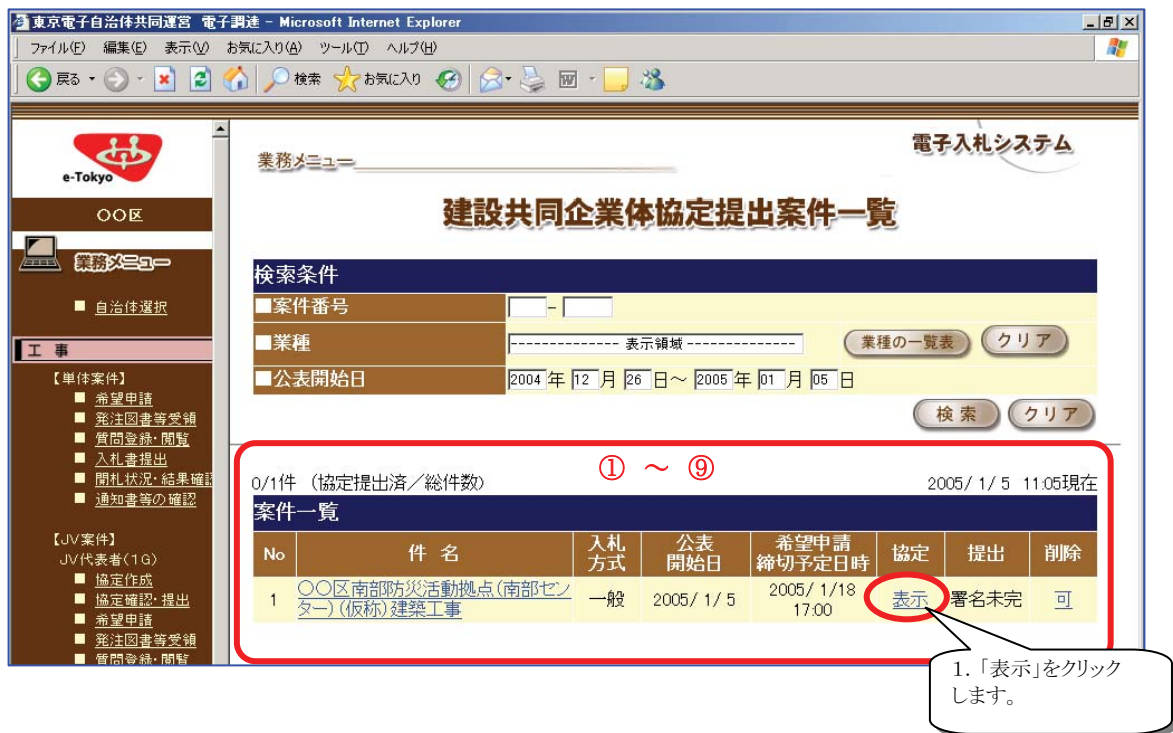 東京電子自治体共同運営 電子調達 - Microsoft Internet Explorer
ファイル(F) 編集(E) 表示(V) お気に入り(A) ツール(T) ヘルプ(H)
戻る 検索 お気に入り
e-Tokyo
〇〇区
業務メニュー
■ 自治体選択
工 事
【単体案件】
■ 希望申請
■ 発注図書等受領
■ 質問登録・閲覧
■ 入札書提出
■ 開札状況・結果確認
■ 通知書等の確認
【JV案件】
JV代表者(1G)
■ 協定作成
■ 協定確認・提出
■ 希望申請
■ 発注図書等受領
■ 質問登録・閲覧
業務メニュー
電子入札システム
建設共同企業体協定提出案件一覧
検索条件
■案件番号 -
■業種 -------------- 表示領域 -------------- 業種の一覧表 クリア
■公表開始日 2004 年 12 月 26 日~ 2005 年 01 月 05 日
検 索 クリア
① ~ ⑨
0/1件 (協定提出済/総件数) 2005/ 1/ 5 11:05現在
案件一覧
No 件 名 入札方式 公表開始日 希望申請締切予定日時 協定 提出 削除
1 〇〇区南部防災活動拠点(南部セン 一般 2005/ 1/ 5 2005/ 1/18 表示 署名未完 可
ター)(仮称)建築工事 17:00
1.「表示」をクリック
します。